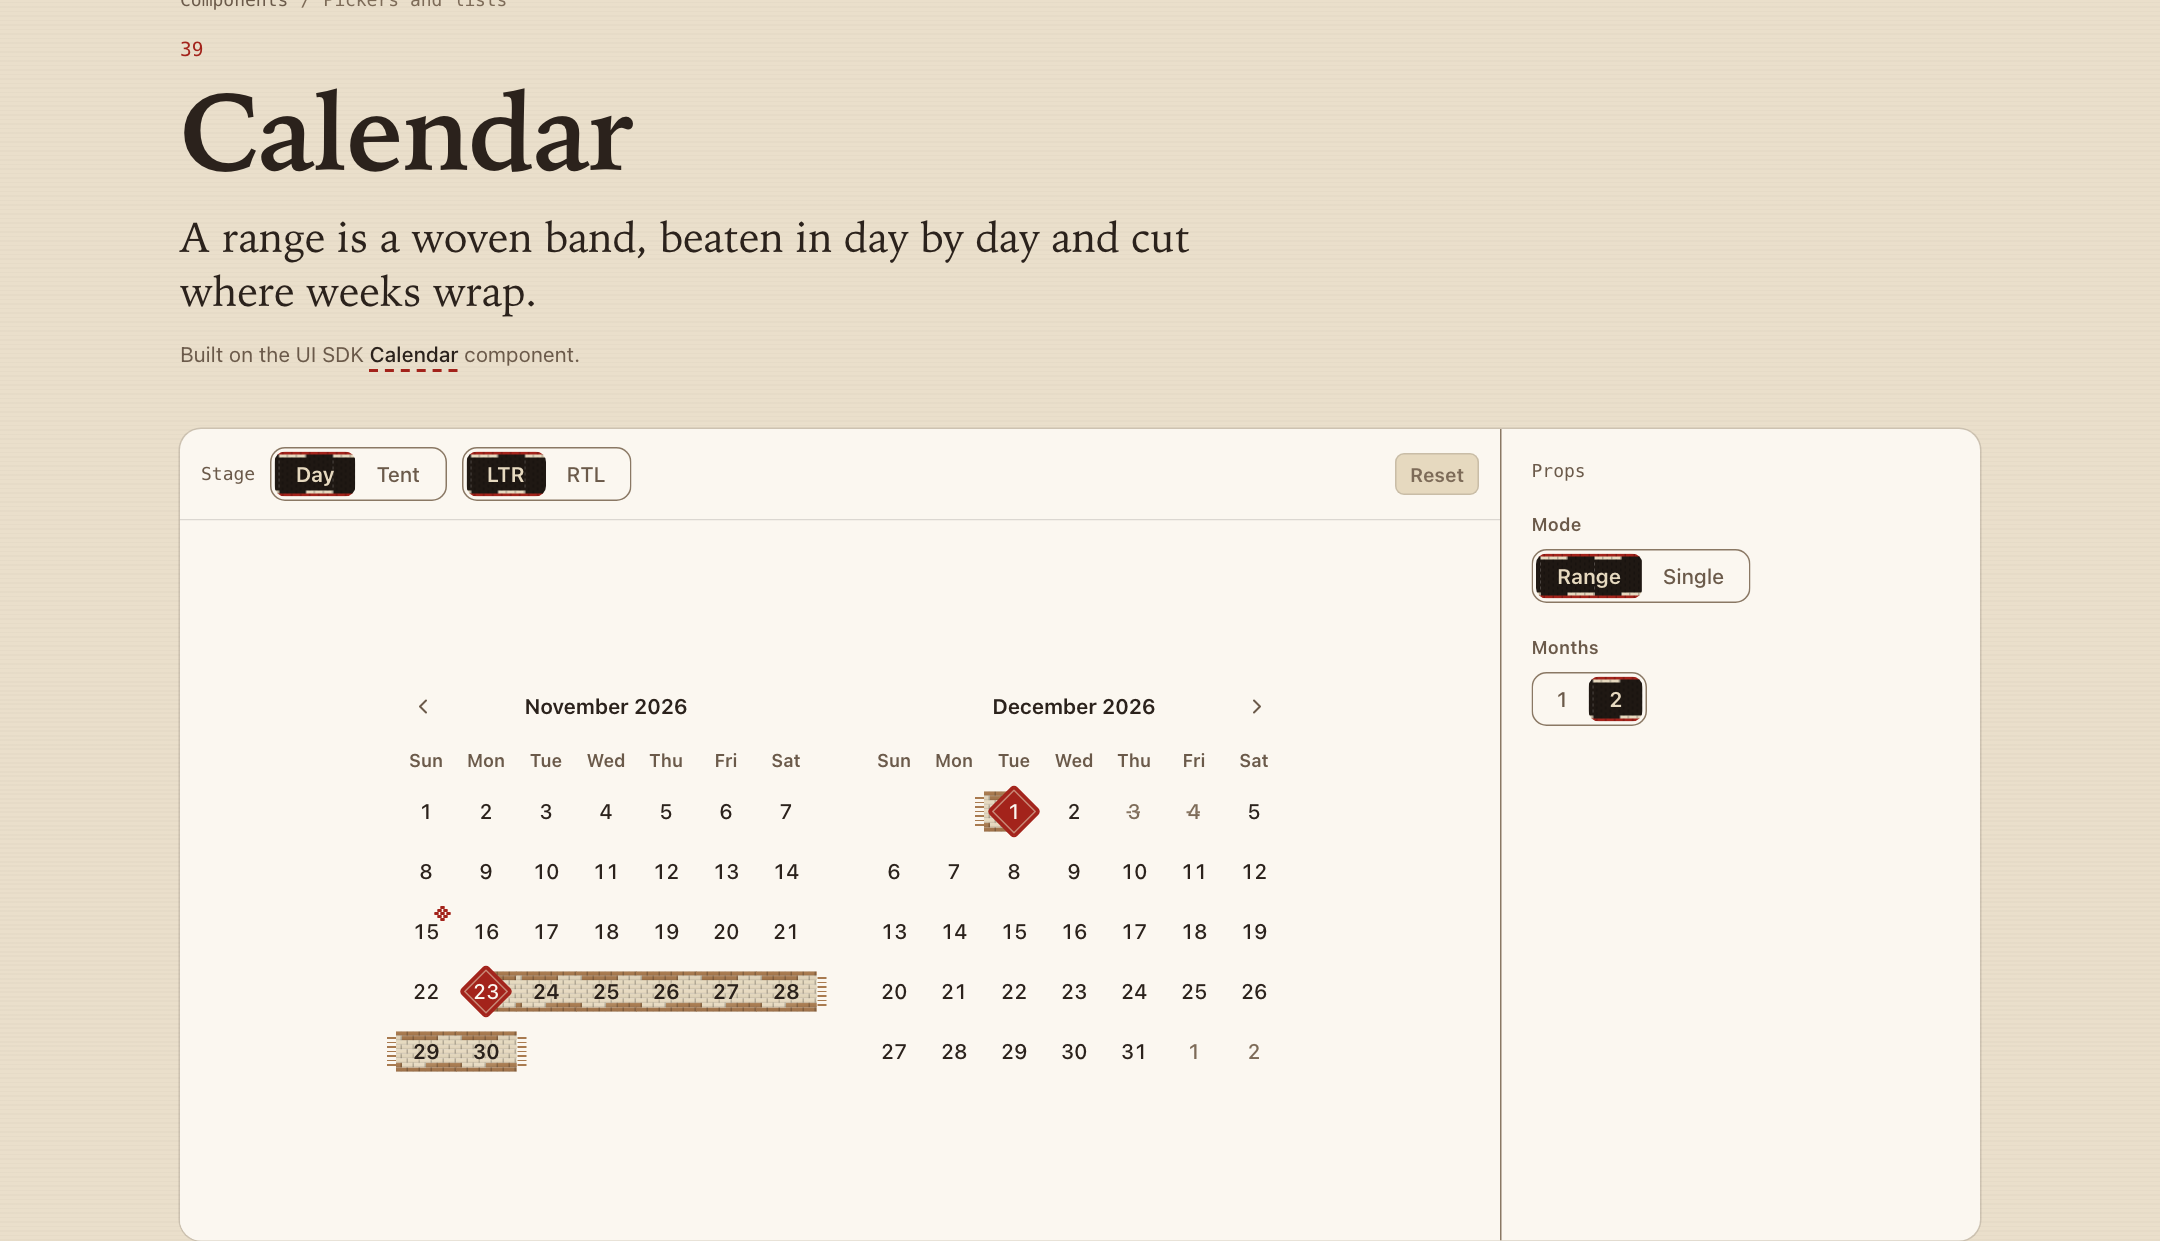 Components / Pickers and lists
39
Calendar
A range is a woven band, beaten in day by day and cut
where weeks wrap.
Built on the UI SDK Calendar component.
Stage Day Tent LTR RTL Reset
Props
Mode
Range Single
Months
1 2
November 2026
Sun Mon Tue Wed Thu Fri Sat
1 2 3 4 5 6 7
8 9 10 11 12 13 14
15 16 17 18 19 20 21
22 23 24 25 26 27 28
29 30
December 2026
Sun Mon Tue Wed Thu Fri Sat
1 2 3 4 5
6 7 8 9 10 11 12
13 14 15 16 17 18 19
20 21 22 23 24 25 26
27 28 29 30 31 1 2